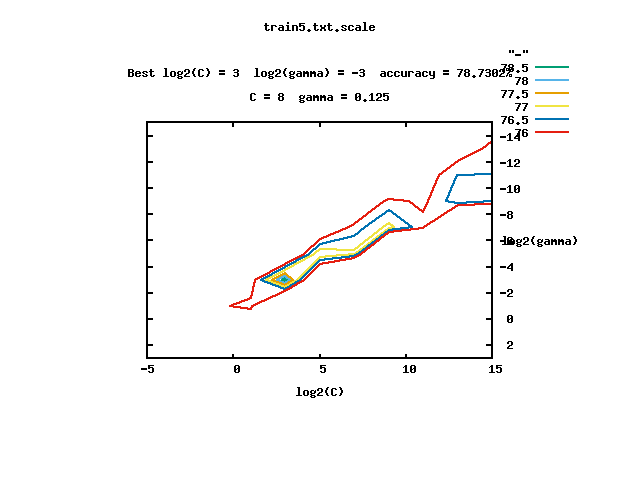 train5.txt.scale
"-"
Best log2(C) = 3 log2(gamma) = -3 accuracy = 78.7302%
78.5
78
77.5
C = 8 gamma = 0.125
77
76.5
76
-14
-12
-10
-8
-6
log2(gamma)
-4
-2
0
2
-5 0 5 10 15
log2(C)